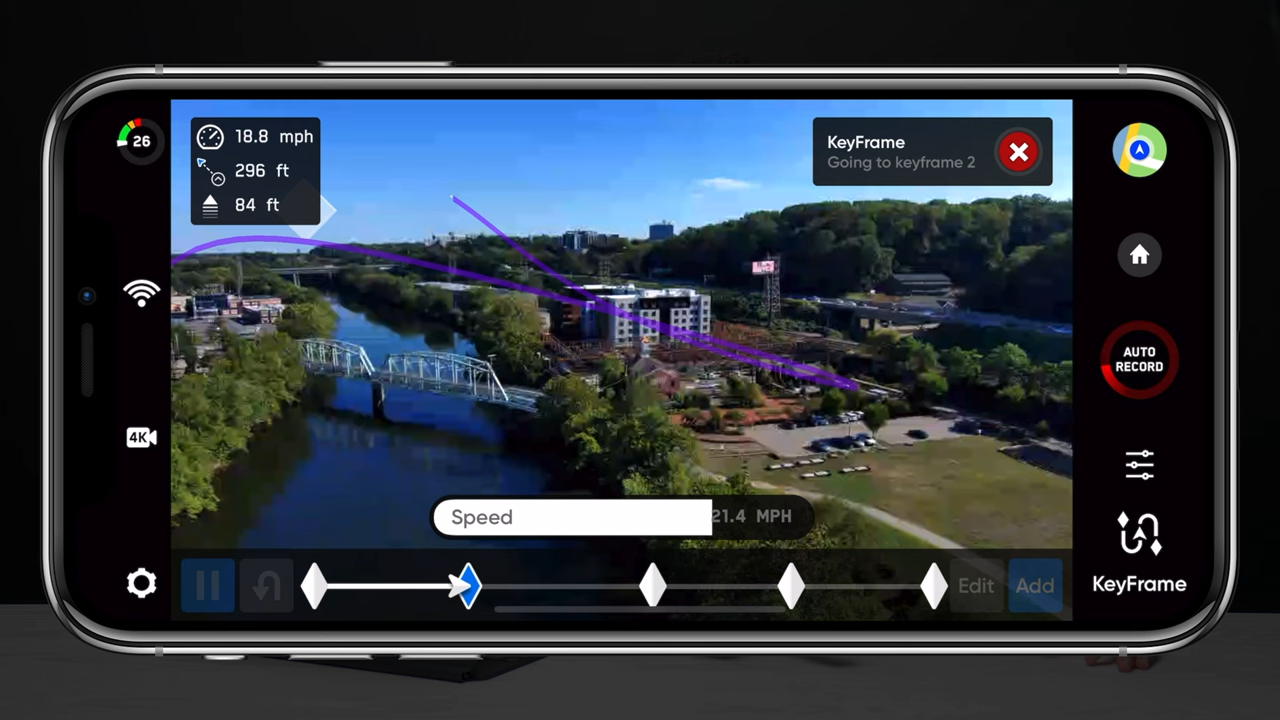 26
18.8 mph
296 ft
84 ft
KeyFrame
Going to keyframe 2
AUTO
RECORD
4K
Speed
21.4 MPH
Edit
Add
KeyFrame